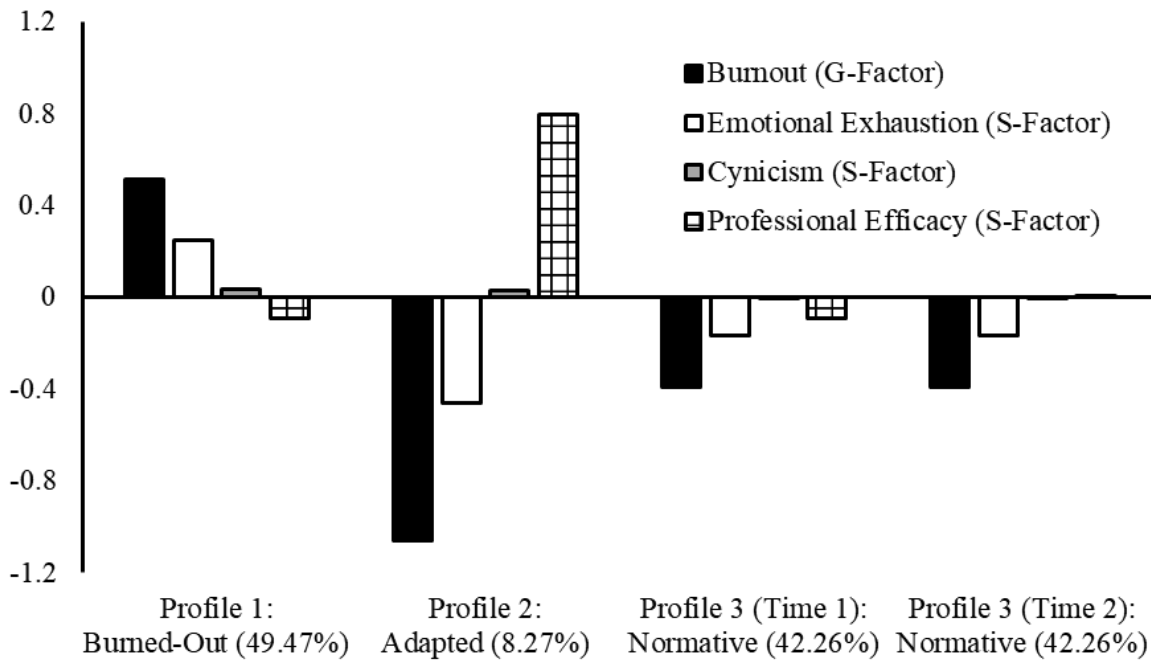 1.2
0.8
0.4
0
-0.4
-0.8
-1.2
Burnout (G-Factor)
Emotional Exhaustion (S-Factor)
Cynicism (S-Factor)
Professional Efficacy (S-Factor)
Profile 1:
Burned-Out (49.47%)
Profile 2:
Adapted (8.27%)
Profile 3 (Time 1):
Normative (42.26%)
Profile 3 (Time 2):
Normative (42.26%)